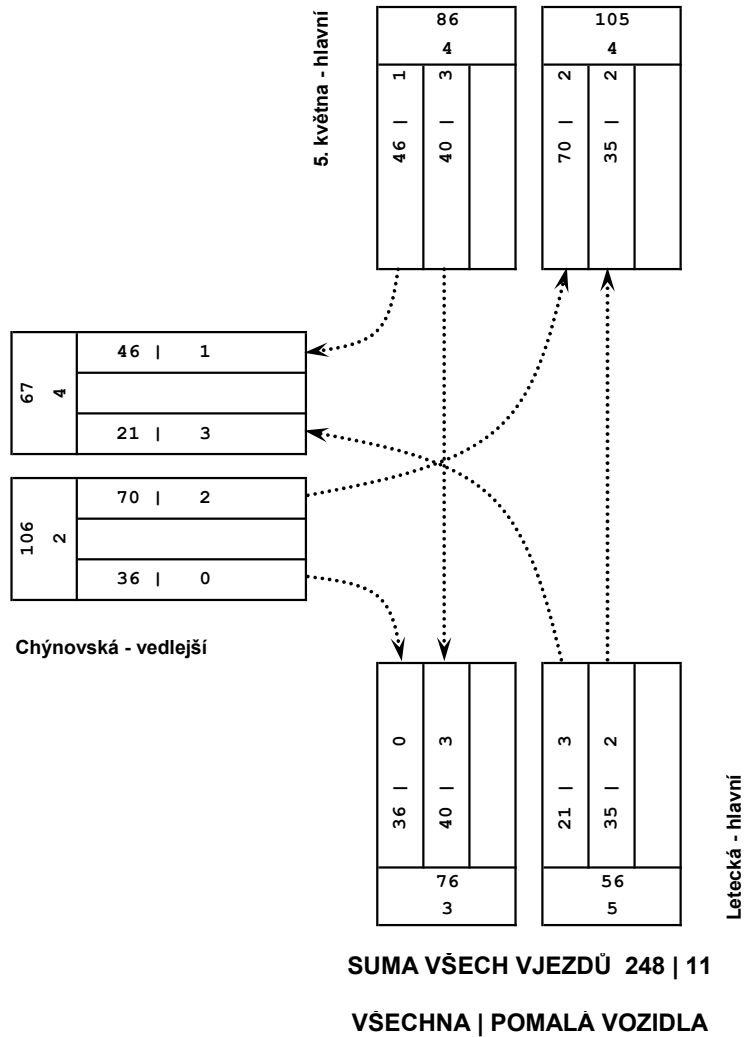 5. května - hlavní
86
4
46 | 1
40 | 3
105
4
70 | 2
35 | 2
67
4
46 | 1
21 | 3
106
2
70 | 2
36 | 0
Chýnovská - vedlejší
36 | 0
40 | 3
76
3
21 | 3
35 | 2
56
5
Letecká - hlavní
SUMA VŠECH VJEZDŮ 248 | 11
VŠECHNA | POMALÁ VOZIDLA